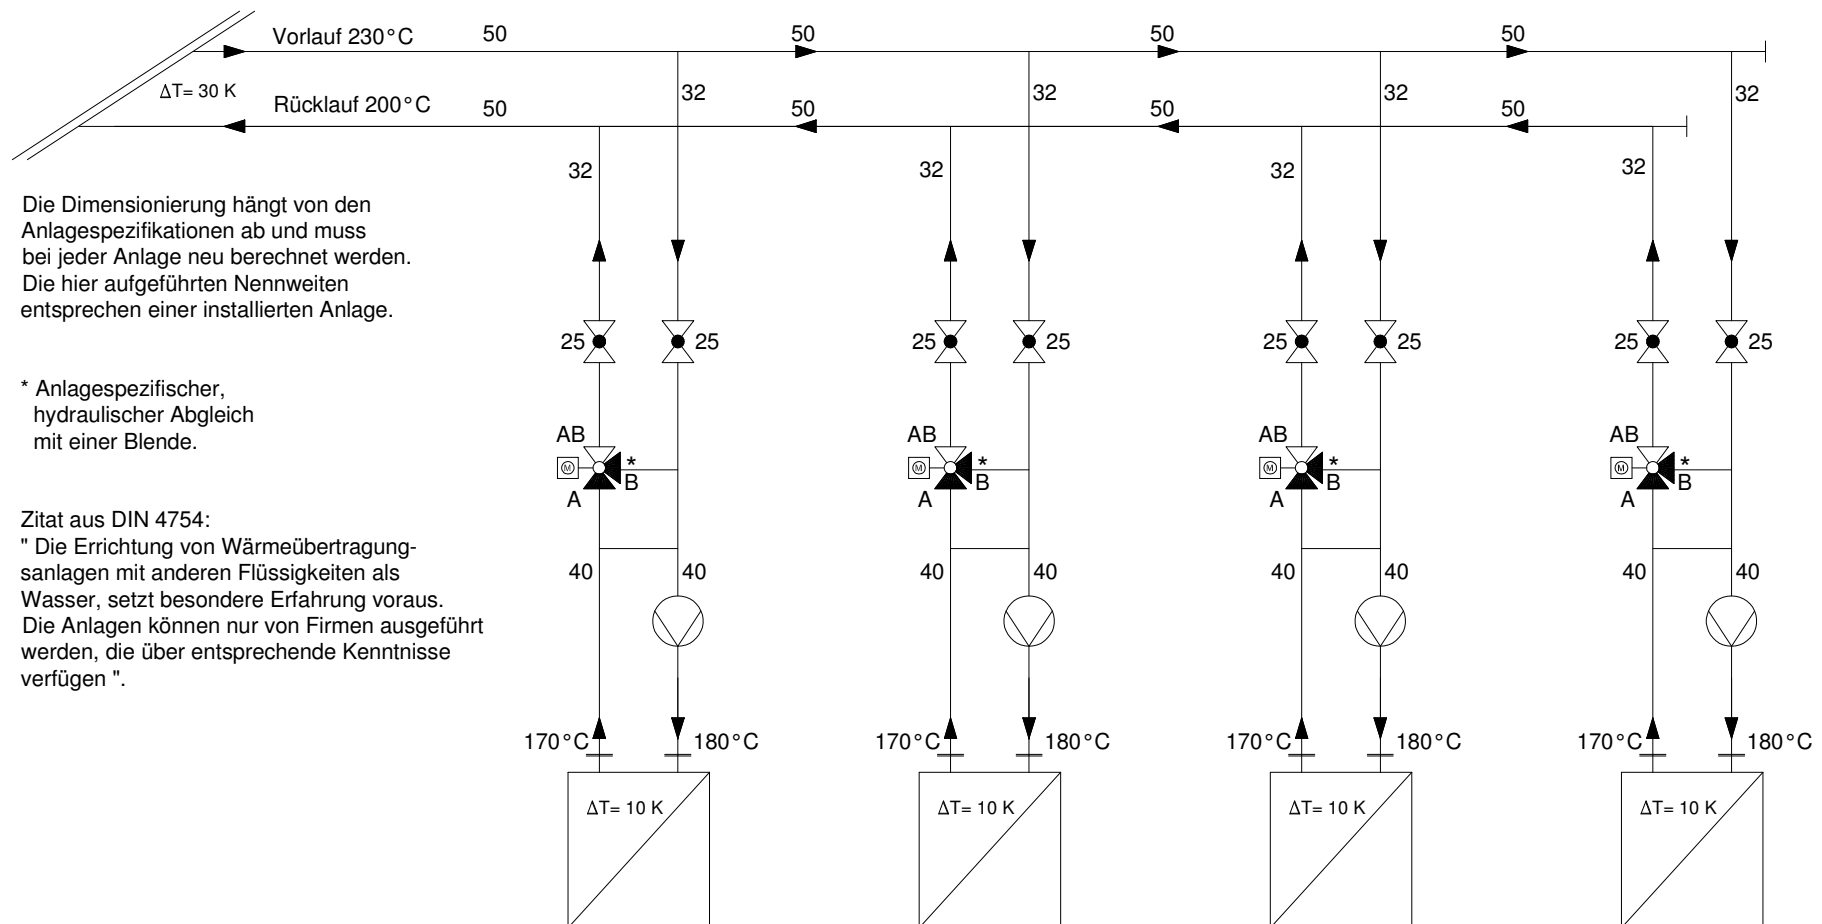 Vorlauf 230°C 50 50 50 50
ΔT= 30 K 32 32 32 32
Rücklauf 200°C 50 50 50 50
32 32 32 32
Die Dimensionierung hängt von den
Anlagespezifikationen ab und muss
bei jeder Anlage neu berechnet werden.
Die hier aufgeführten Nennweiten
entsprechen einer installierten Anlage.
25 25 25 25 25 25 25 25
* Anlagespezifischer,
hydraulischer Abgleich
mit einer Blende.
AB * AB * AB * AB *
M M M M
A B A B A B A B
Zitat aus DIN 4754:
" Die Errichtung von Wärmeübertragung-
sanlagen mit anderen Flüssigkeiten als
Wasser, setzt besondere Erfahrung voraus.
Die Anlagen können nur von Firmen ausgeführt
werden, die über entsprechende Kenntnisse
verfügen ".
40 40 40 40 40 40 40 40
170°C 180°C 170°C 180°C 170°C 180°C 170°C 180°C
ΔT= 10 K ΔT= 10 K ΔT= 10 K ΔT= 10 K